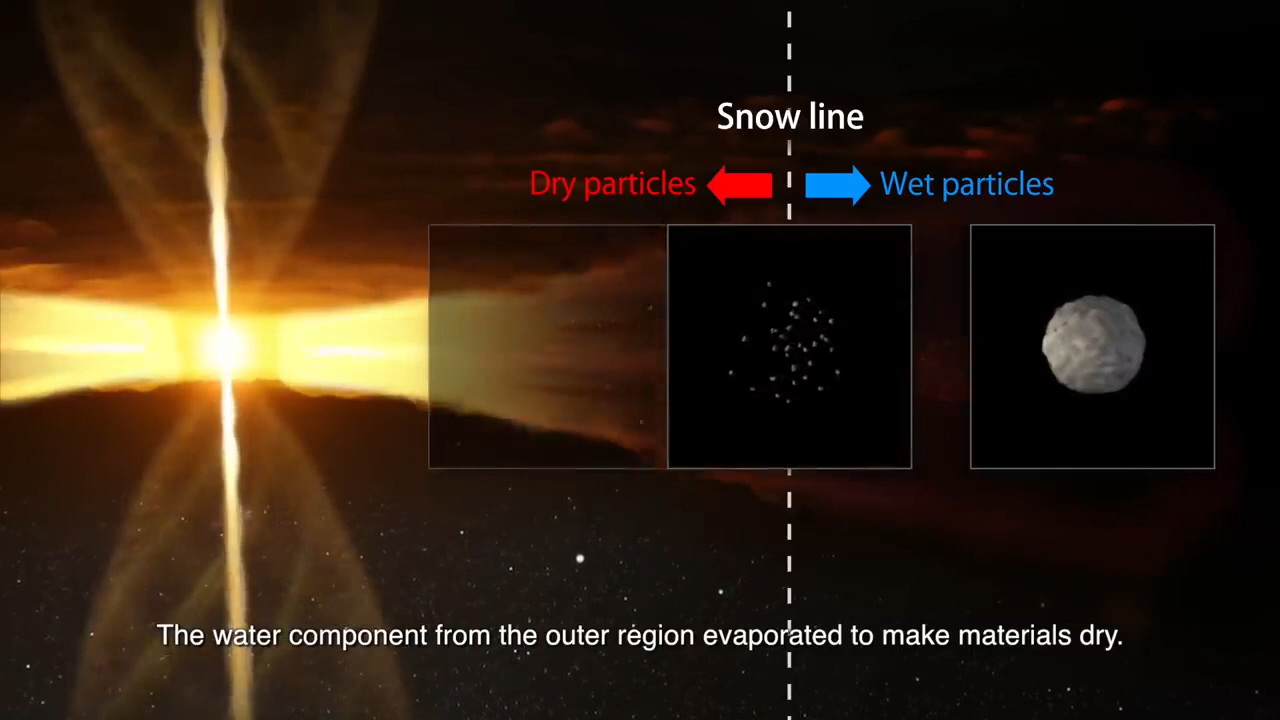 Snow line
Dry particles
Wet particles
The water component from the outer region evaporated to make materials dry.